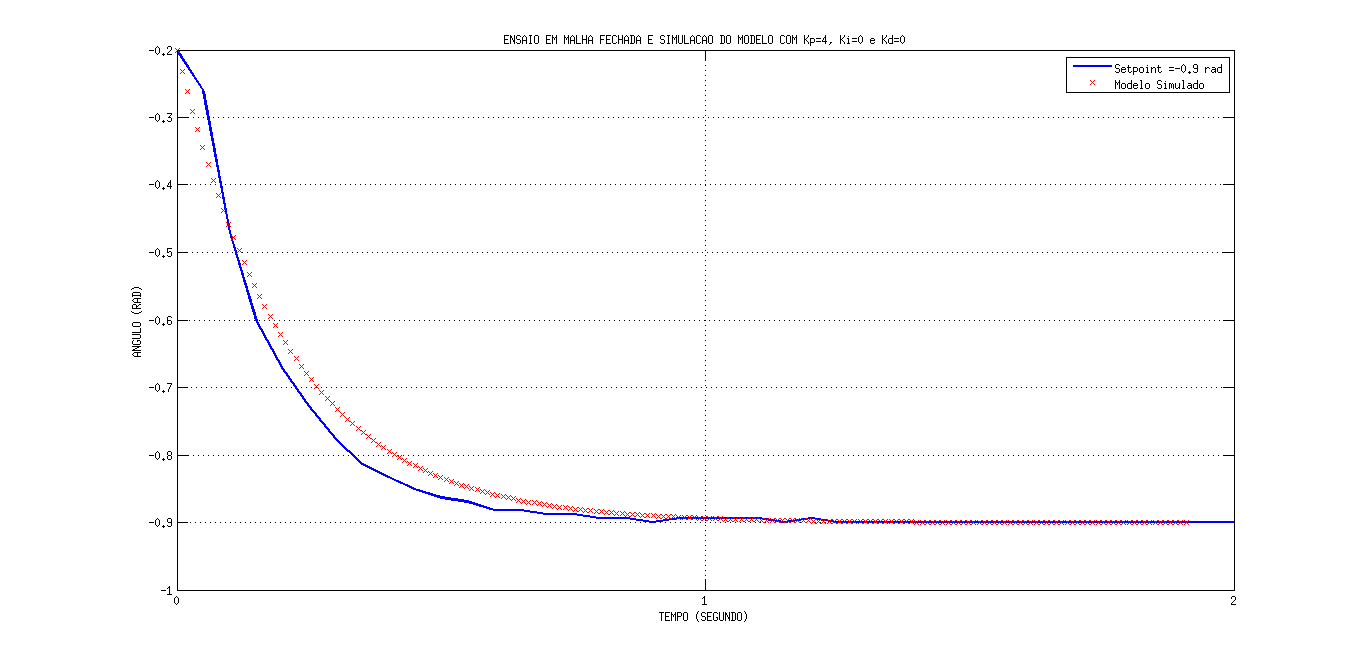 ENSAIO EM MALHA FECHADA E SIMULACAO DO MODELO COM Kp=4, Ki=0 e Kd=0
Setpoint =-0.9 rad
Modelo Simulado
-0.2
-0.3
-0.4
-0.5
-0.6
-0.7
-0.8
-0.9
-1
ANGULO (RAD)
0
1
2
TEMPO (SEGUNDO)